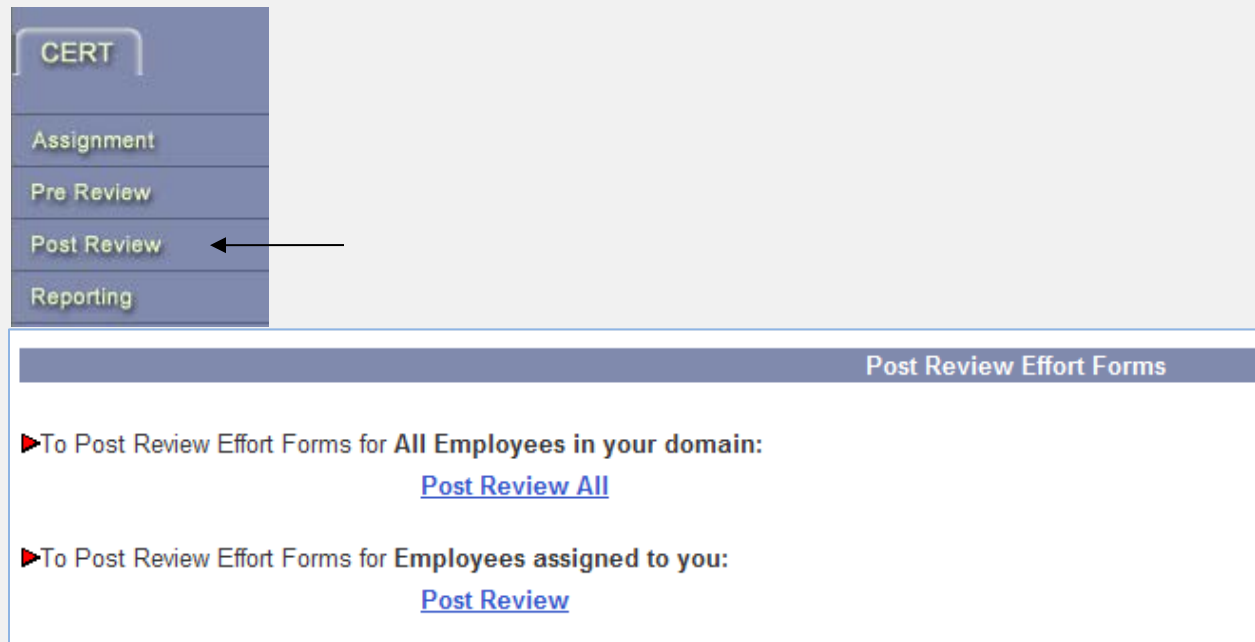 CERT
Assignment
Pre Review
Post Review
Reporting
Post Review Effort Forms
To Post Review Effort Forms for All Employees in your domain:
Post Review All
To Post Review Effort Forms for Employees assigned to you:
Post Review